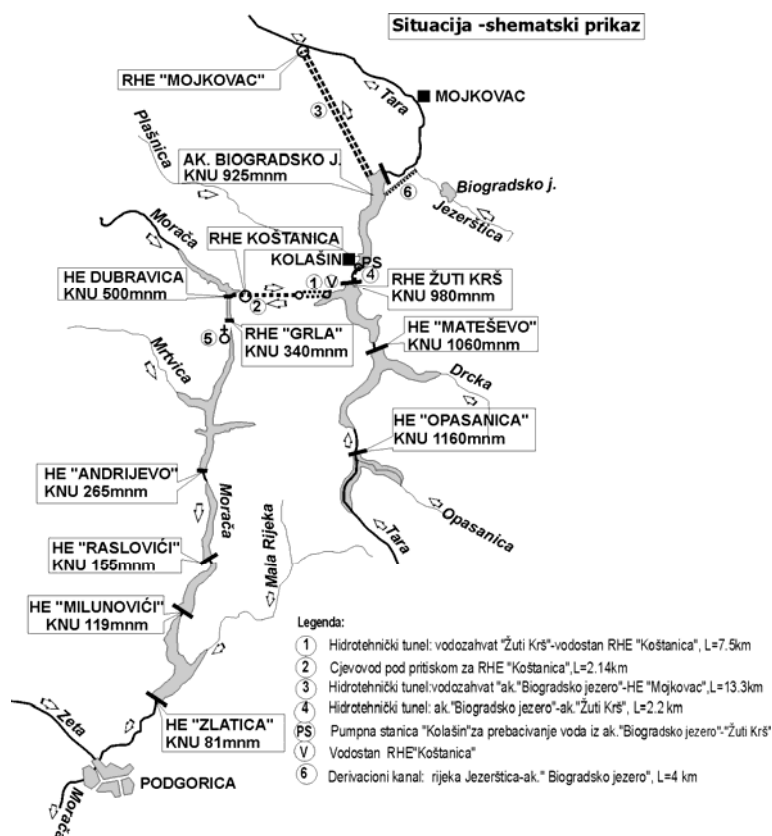 Situacija -shematski prikaz
RHE "MOJKOVAC"
3
Tara
MOJKOVAC
Plašnica
AK. BIOGRADSKO J.
KNU 925mnm
6
Biogradsko j.
Jezerštica
Morača
RHE KOŠTANICA
KOLAŠIN
PS
4
HE DUBRAVICA
KNU 500mnm
1
V
2
RHE ŽUTI KRŠ
KNU 980mnm
5
RHE "GRLA"
KNU 340mnm
HE "MATEŠEVO"
KNU 1060mnm
Mrtvica
Drcka
HE "OPASANICA"
KNU 1160mnm
HE "ANDRIJEVO"
KNU 265mnm
Morača
Opasanica
Tara
HE "RASLOVIĆI"
KNU 155mnm
Mala Rijeka
HE "MILUNOVIĆI"
KNU 119mnm
HE "ZLATICA"
KNU 81mnm
Zeta
PODGORICA
Morača
Legenda:
1 Hidrotehnički tunel: vodozahvat "Žuti Krš"-vodostan RHE "Koštanica", L=7.5km
2 Cjevovod pod pritiskom za RHE "Koštanica",L=2.14km
3 Hidrotehnički tunel:vodozahvat "ak."Biogradsko jezero"-HE "Mojkovac",L=13.3km
4 Hidrotehnički tunel: ak."Biogradsko jezero"-ak."Žuti Krš", L=2.2 km
PS Pumpna stanica "Kolašin"za prebacivanje voda iz ak."Biogradsko jezero"-"Žuti Krš"
V Vodostan RHE"Koštanica"
6 Derivacioni kanal: rijeka Jezerštica-ak." Biogradsko jezero", L=4 km